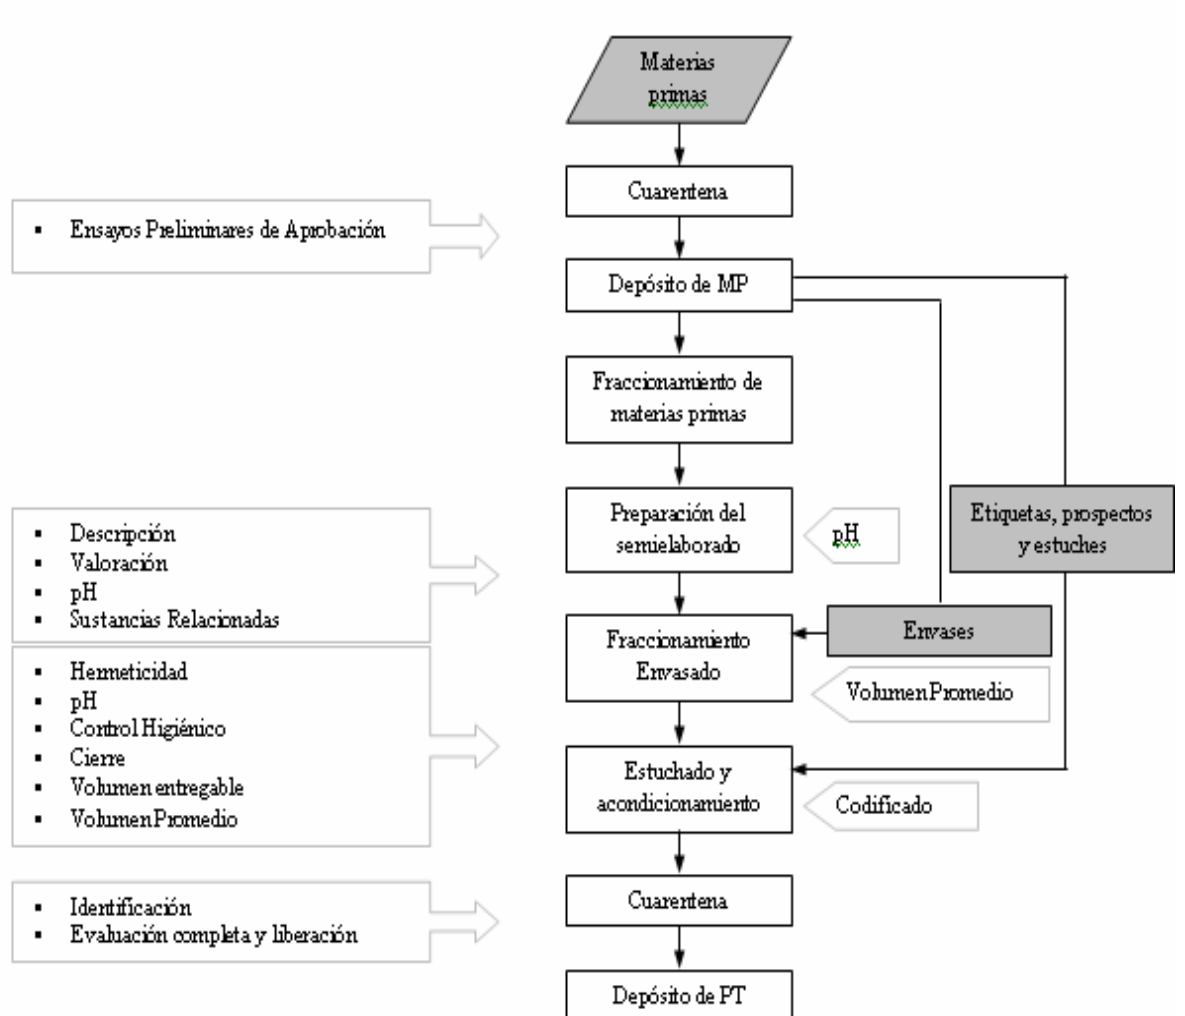 Materias
primas
Cuarentena
▪ Ensayos Preliminares de Aprobación
Depósito de MP
Fraccionamiento de
materias primas
Preparación del
semielaborado
pH
Etiquetas, prospectos
y estuches
▪ Descripción
▪ Valoración
▪ pH
▪ Sustancias Relacionadas
Fraccionamiento
Envasado
Envases
Volumen Promedio
▪ Hermeticidad
▪ pH
▪ Control Higiénico
▪ Cierre
▪ Volumen entregable
▪ Volumen Promedio
Estuchado y
acondicionamiento
Codificado
Cuarentena
▪ Identificación
▪ Evaluación completa y liberación
Depósito de PT